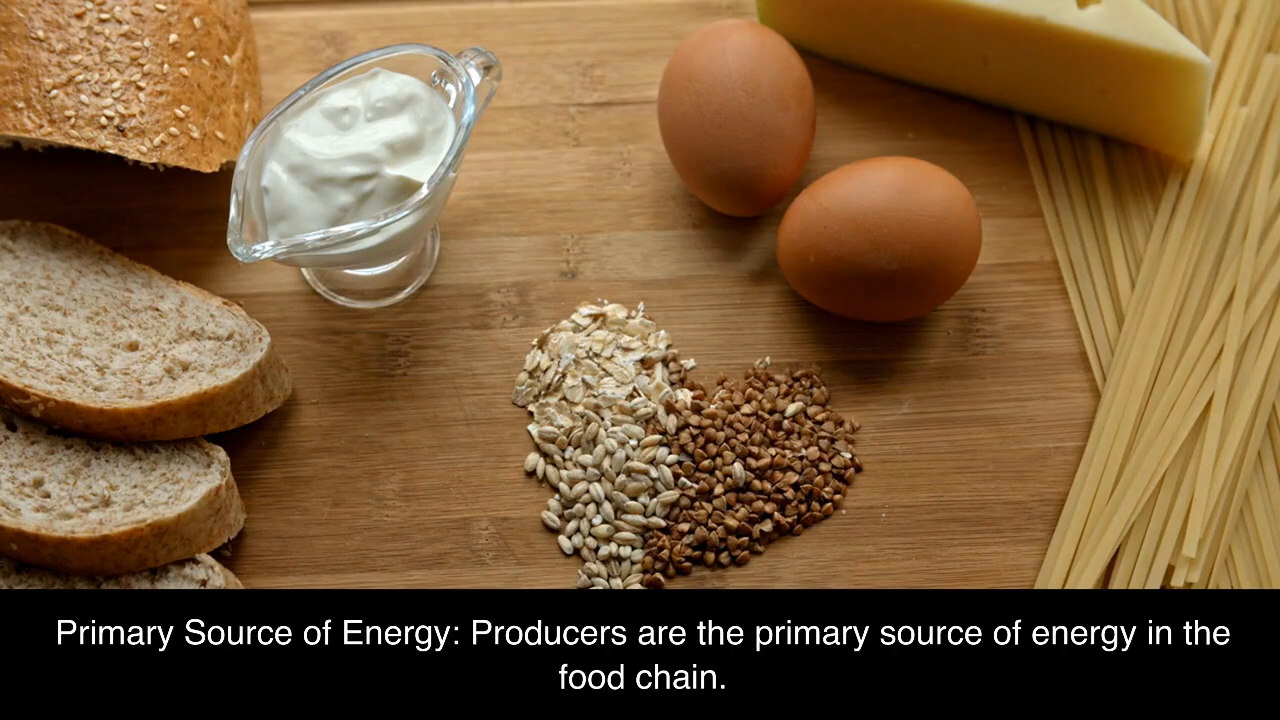 Primary Source of Energy: Producers are the primary source of energy in the
food chain.